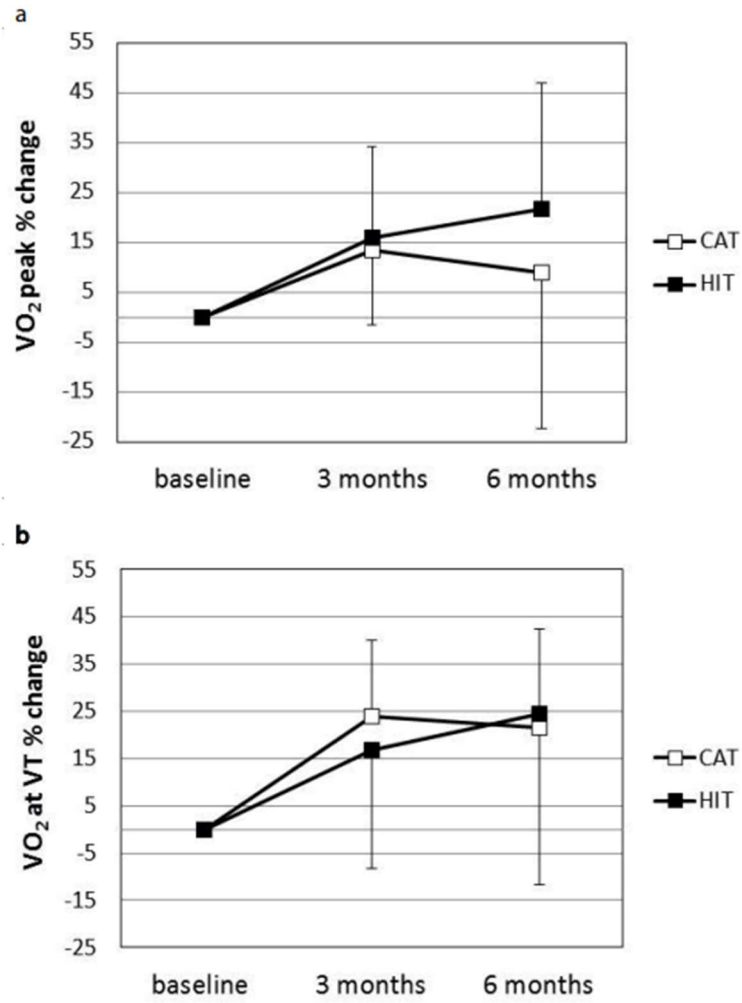 a
VO2 peak % change
55
45
35
25
15
5
-5
-15
-25
baseline 3 months 6 months
CAT
HIT
b
VO2 at VT % change
55
45
35
25
15
5
-5
-15
-25
baseline 3 months 6 months
CAT
HIT